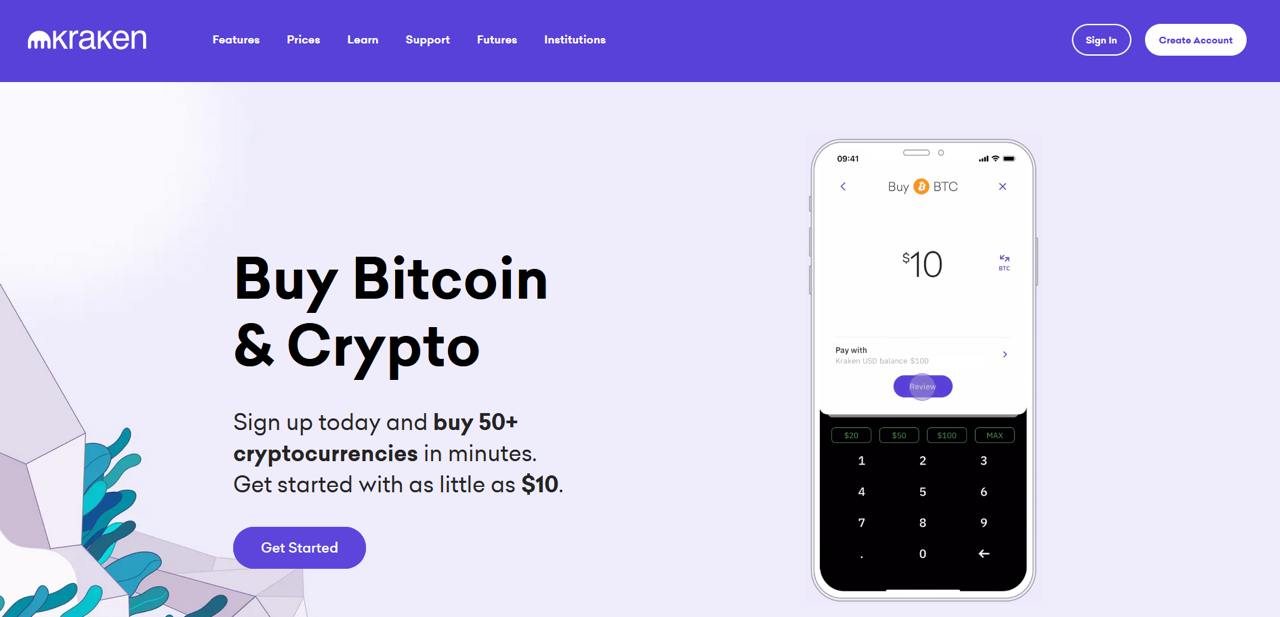 kraken
Features Prices Learn Support Futures Institutions
Sign In Create Account
Buy Bitcoin
& Crypto
Sign up today and buy 50+
cryptocurrencies in minutes.
Get started with as little as $10.
Get Started
09:41
Buy BTC
$10
BTC
Pay with
Kraken USD balance $100
Review
$20 $50 $100 MAX
1 2 3
4 5 6
7 8 9
. 0